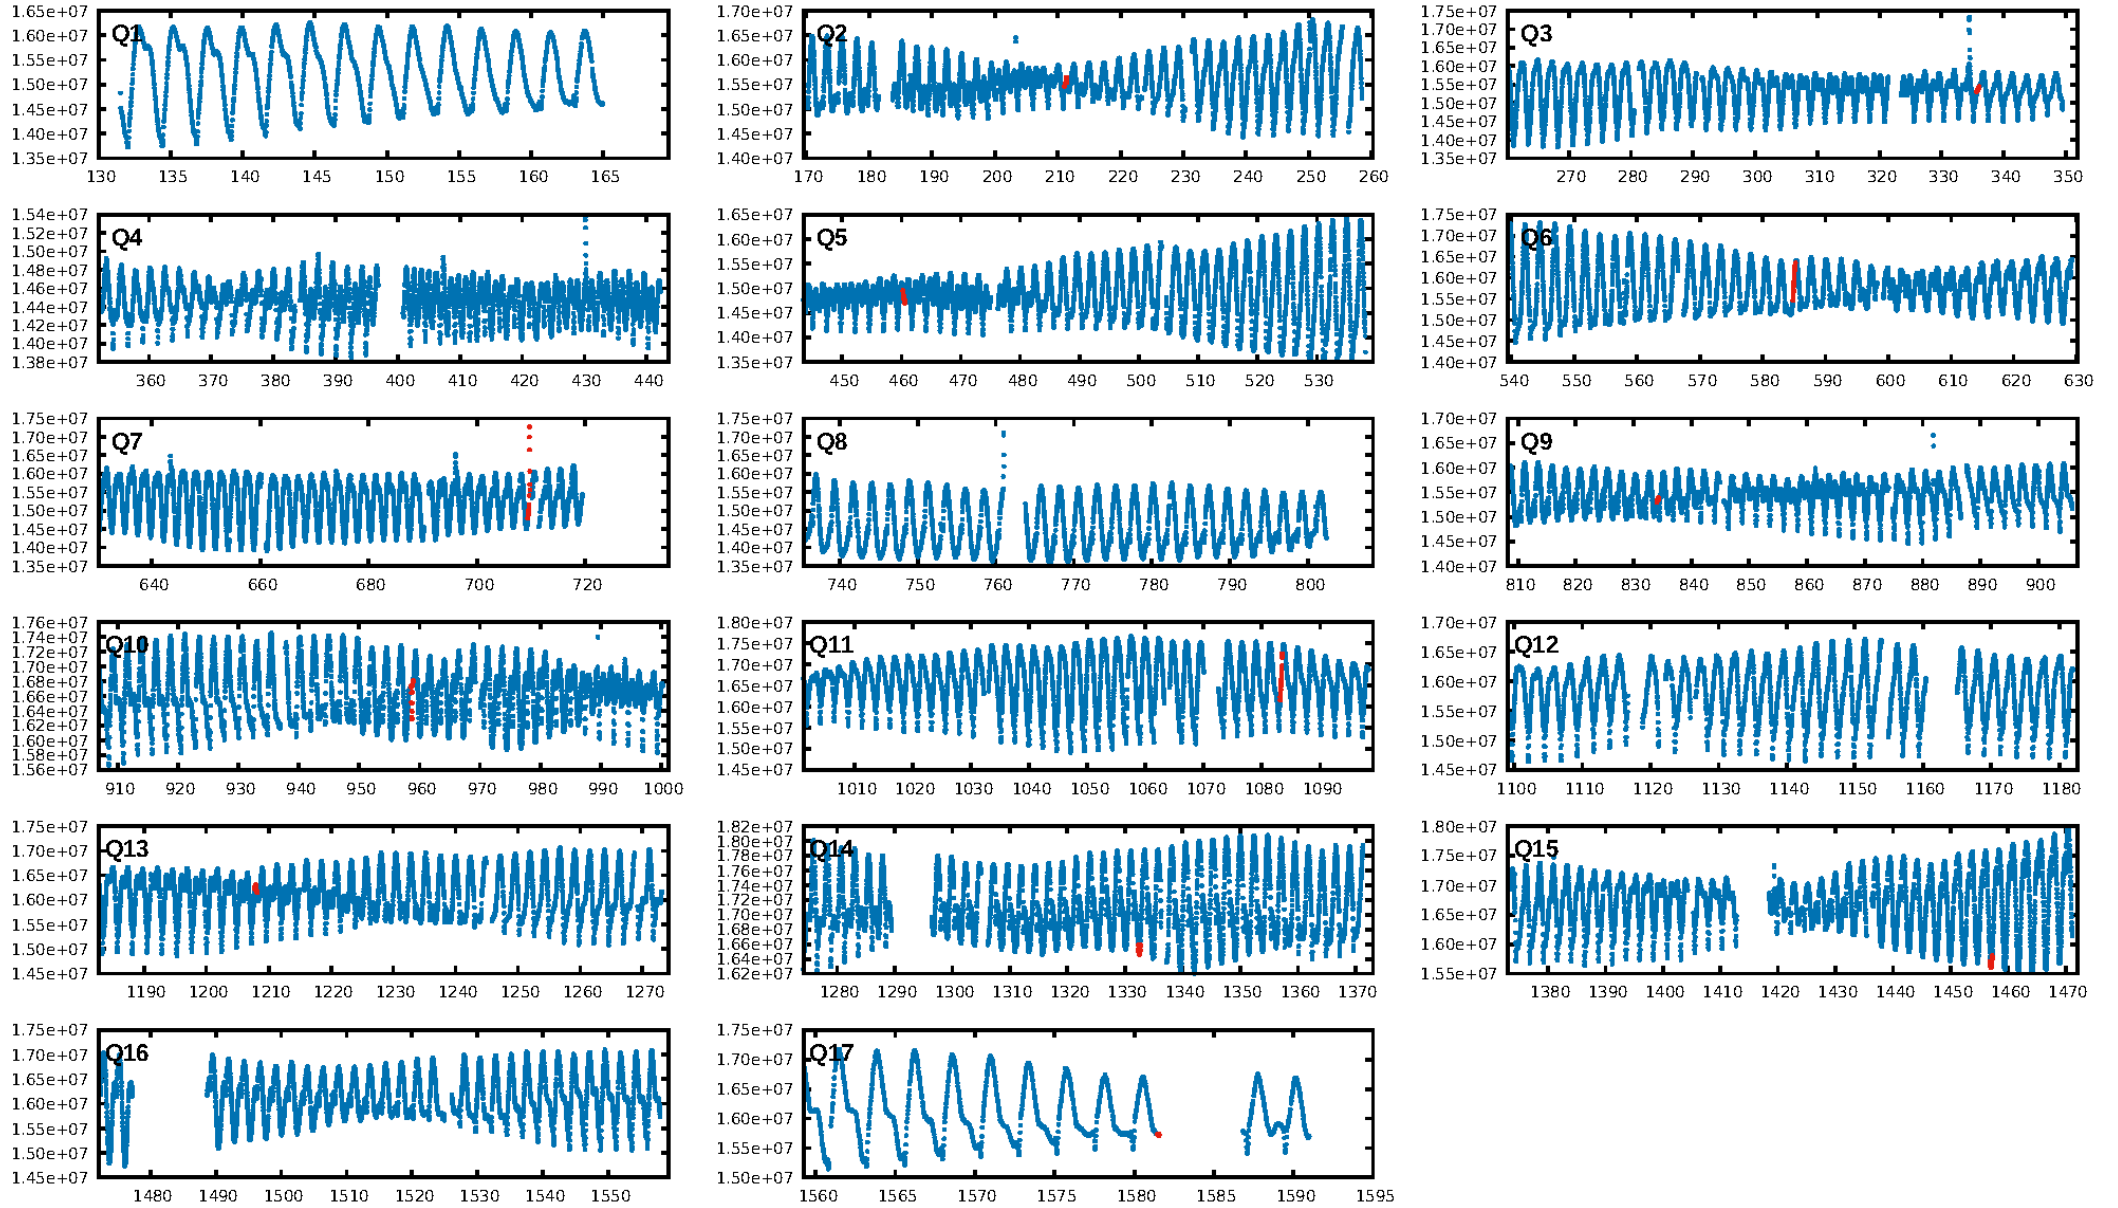 1.65e+07 1.60e+07 1.55e+07 1.50e+07 1.45e+07 1.40e+07 1.35e+07
Q1
130 135 140 145 150 155 160 165
1.70e+07 1.65e+07 1.60e+07 1.55e+07 1.50e+07 1.45e+07 1.40e+07
Q2
170 180 190 200 210 220 230 240 250 260
1.75e+07 1.70e+07 1.65e+07 1.60e+07 1.55e+07 1.50e+07 1.45e+07 1.40e+07 1.35e+07
Q3
270 280 290 300 310 320 330 340 350
1.54e+07 1.52e+07 1.50e+07 1.48e+07 1.46e+07 1.44e+07 1.42e+07 1.40e+07 1.38e+07
Q4
360 370 380 390 400 410 420 430 440
1.65e+07 1.60e+07 1.55e+07 1.50e+07 1.45e+07 1.40e+07 1.35e+07
Q5
450 460 470 480 490 500 510 520 530
1.75e+07 1.70e+07 1.65e+07 1.60e+07 1.55e+07 1.50e+07 1.45e+07 1.40e+07
Q6
540 550 560 570 580 590 600 610 620 630
1.75e+07 1.70e+07 1.65e+07 1.60e+07 1.55e+07 1.50e+07 1.45e+07 1.40e+07 1.35e+07
Q7
640 660 680 700 720
1.75e+07 1.70e+07 1.65e+07 1.60e+07 1.55e+07 1.50e+07 1.45e+07 1.40e+07 1.35e+07
Q8
740 750 760 770 780 790 800
1.70e+07 1.65e+07 1.60e+07 1.55e+07 1.50e+07 1.45e+07 1.40e+07
Q9
810 820 830 840 850 860 870 880 890 900
1.76e+07 1.74e+07 1.72e+07 1.70e+07 1.68e+07 1.66e+07 1.64e+07 1.62e+07 1.60e+07 1.58e+07 1.56e+07
Q10
910 920 930 940 950 960 970 980 990 1000
1.80e+07 1.75e+07 1.70e+07 1.65e+07 1.60e+07 1.55e+07 1.50e+07 1.45e+07
Q11
1010 1020 1030 1040 1050 1060 1070 1080 1090
1.70e+07 1.65e+07 1.60e+07 1.55e+07 1.50e+07 1.45e+07
Q12
1100 1110 1120 1130 1140 1150 1160 1170 1180
1.75e+07 1.70e+07 1.65e+07 1.60e+07 1.55e+07 1.50e+07 1.45e+07
Q13
1190 1200 1210 1220 1230 1240 1250 1260 1270
1.82e+07 1.80e+07 1.78e+07 1.76e+07 1.74e+07 1.72e+07 1.70e+07 1.68e+07 1.66e+07 1.64e+07 1.62e+07
Q14
1280 1290 1300 1310 1320 1330 1340 1350 1360 1370
1.80e+07 1.75e+07 1.70e+07 1.65e+07 1.60e+07 1.55e+07
Q15
1380 1390 1400 1410 1420 1430 1440 1450 1460 1470
1.75e+07 1.70e+07 1.65e+07 1.60e+07 1.55e+07 1.50e+07 1.45e+07
Q16
1480 1490 1500 1510 1520 1530 1540 1550
1.75e+07 1.70e+07 1.65e+07 1.60e+07 1.55e+07 1.50e+07
Q17
1560 1565 1570 1575 1580 1585 1590 1595